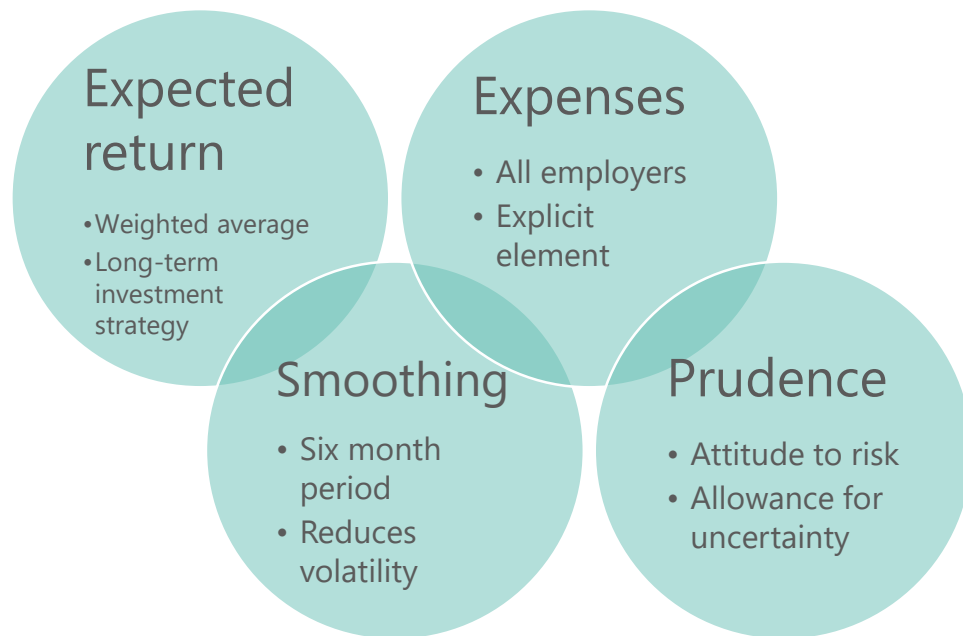 Expected
return
•Weighted average
•Long-term
investment
strategy
Expenses
• All employers
• Explicit
element
Smoothing
• Six month
period
• Reduces
volatility
Prudence
• Attitude to risk
• Allowance for
uncertainty